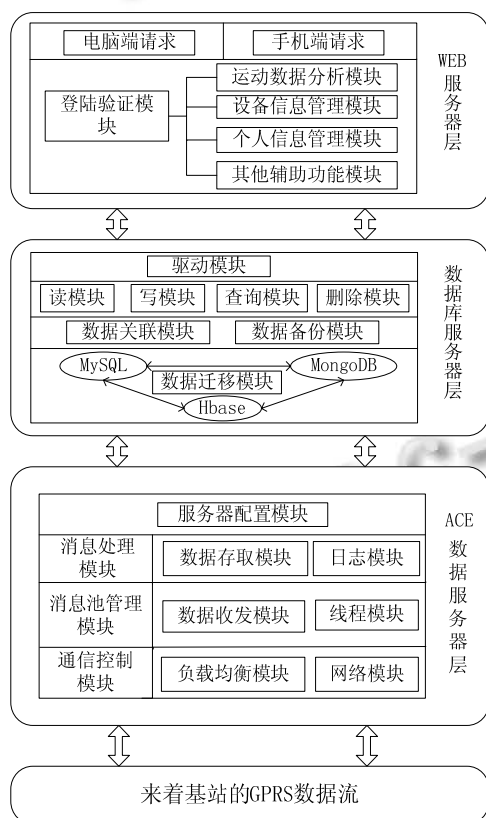 电脑端请求
手机端请求
登陆验证模
块
运动数据分析模块
设备信息管理模块
个人信息管理模块
其他辅助功能模块
WEB
服务器层
驱动模块
读模块
写模块
查询模块
删除模块
数据关联模块
数据备份模块
MySQL
MongoDB
数据迁移模块
Hbase
数据库服务器层
服务器配置模块
消息处理
模块
数据存取模块
日志模块
消息池管理
模块
数据收发模块
线程模块
通信控制
模块
负载均衡模块
网络模块
ACE
数据服务器层
来着基站的GPRS数据流